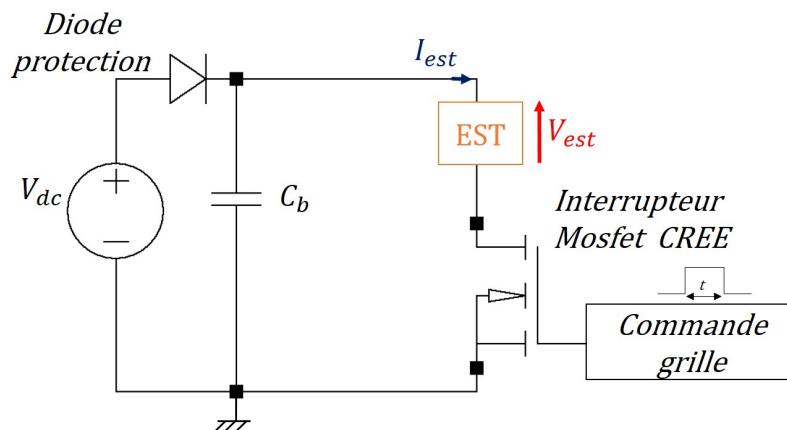 Diode
protection
I_est
EST
V_est
V_dc
+
−
C_b
Interrupteur
Mosfet CREE
t
Commande
grille